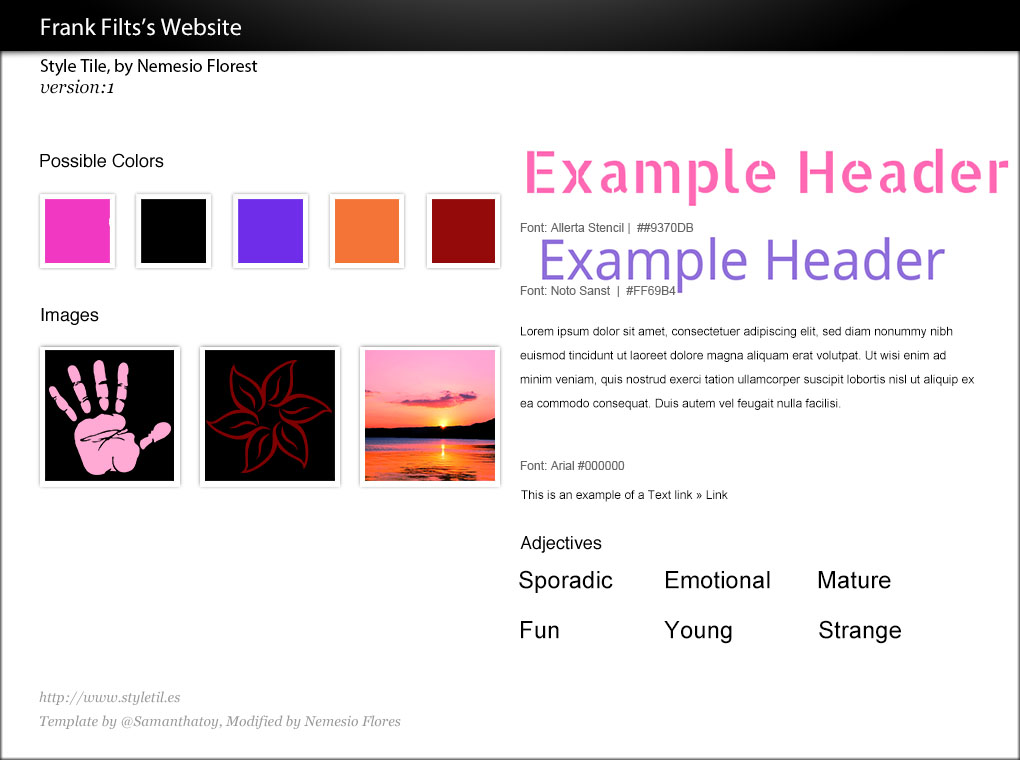 Frank Filts’s Website
Style Tile, by Nemesio Florest
version:1
Possible Colors
Images
Example Header
Font: Allerta Stencil | ##9370DB
Example Header
Font: Noto Sanst | #FF69B4
Lorem ipsum dolor sit amet, consectetuer adipiscing elit, sed diam nonummy nibh
euismod tincidunt ut laoreet dolore magna aliquam erat volutpat. Ut wisi enim ad
minim veniam, quis nostrud exerci tation ullamcorper suscipit lobortis nisl ut aliquip ex
ea commodo consequat. Duis autem vel feugait nulla facilisi.
Font: Arial #000000
This is an example of a Text link » Link
Adjectives
Sporadic Emotional Mature
Fun Young Strange
http://www.styletil.es
Template by @Samanthatoy, Modified by Nemesio Flores